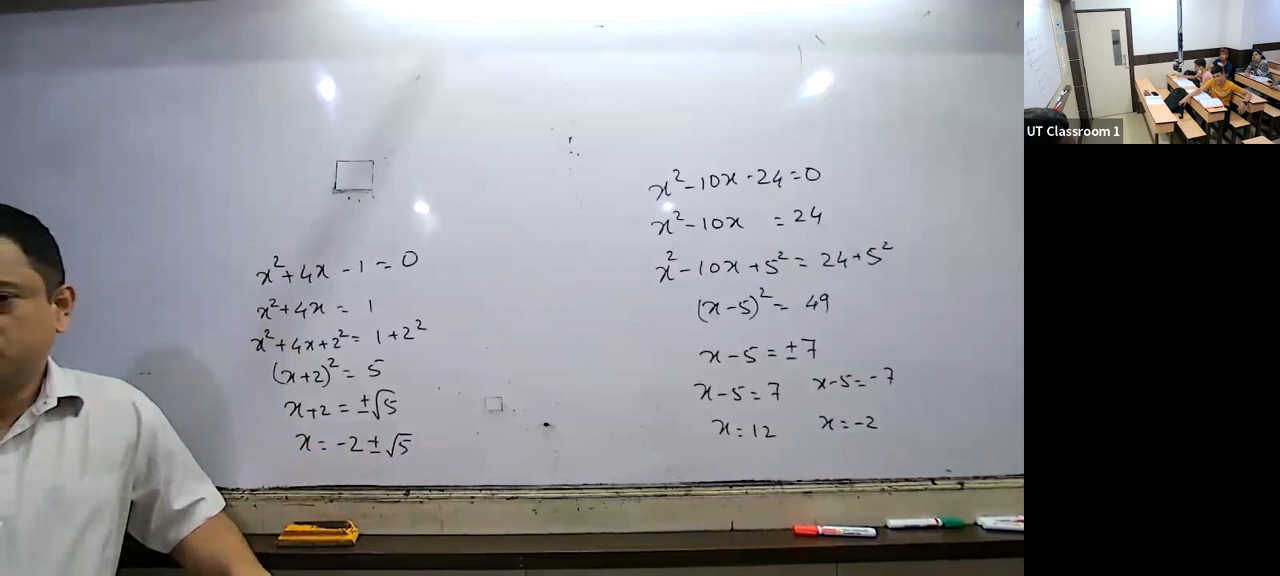 UT Classroom 1
x² + 4x - 1 = 0
x² + 4x = 1
x² + 4x + 2² = 1 + 2²
(x + 2)² = 5
x + 2 = ±√5
x = -2 ± √5
x² - 10x - 24 = 0
x² - 10x = 24
x² - 10x + 5² = 24 + 5²
(x - 5)² = 49
x - 5 = ±7
x - 5 = 7 x - 5 = -7
x = 12 x = -2